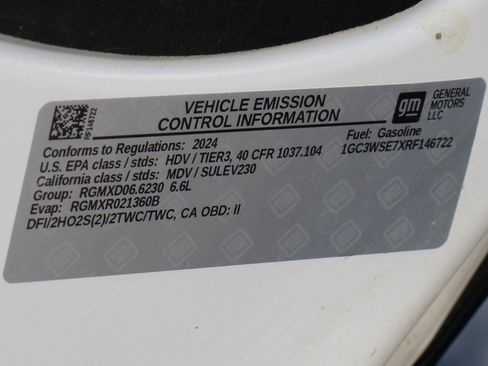 VEHICLE EMISSION
CONTROL INFORMATION
gm
GENERAL
MOTORS
LLC
RF146722
Conforms to Regulations: 2024
Fuel: Gasoline
U.S. EPA class / stds: HDV / TIER3, 40 CFR 1037.104
1GC3WSE7XRF146722
California class / stds: MDV / SULEV230
Group: RGMXD06.6230 6.6L
Evap: RGMXR021360B
DFI/2HO2S(2)/2TWC/TWC, CA OBD: II